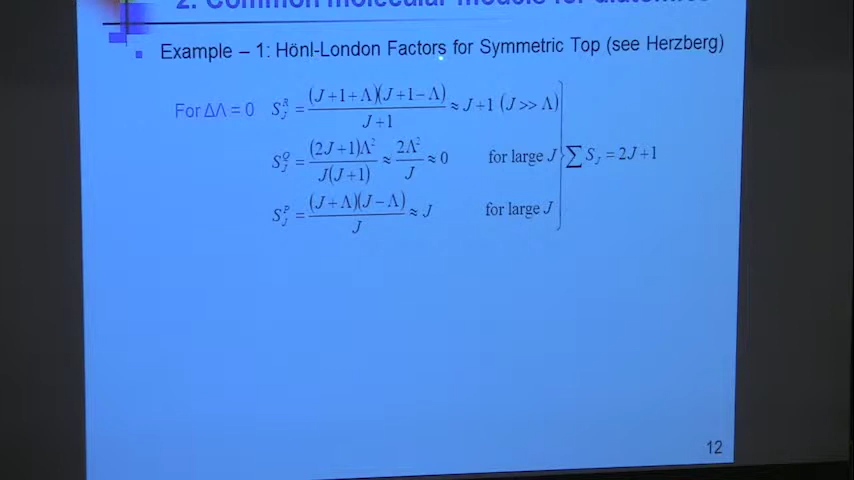 2. Common molecular models for diatomics
Example – 1: Hönl-London Factors for Symmetric Top (see Herzberg)
For ΔΛ = 0 S_J^R = (J+1+Λ)(J+1−Λ) / (J+1) ≈ J+1 (J >> Λ)
S_J^Q = (2J+1)Λ² / J(J+1) ≈ 2Λ² / J ≈ 0 for large J ∑ S_J = 2J+1
S_J^P = (J+Λ)(J−Λ) / J ≈ J for large J
12